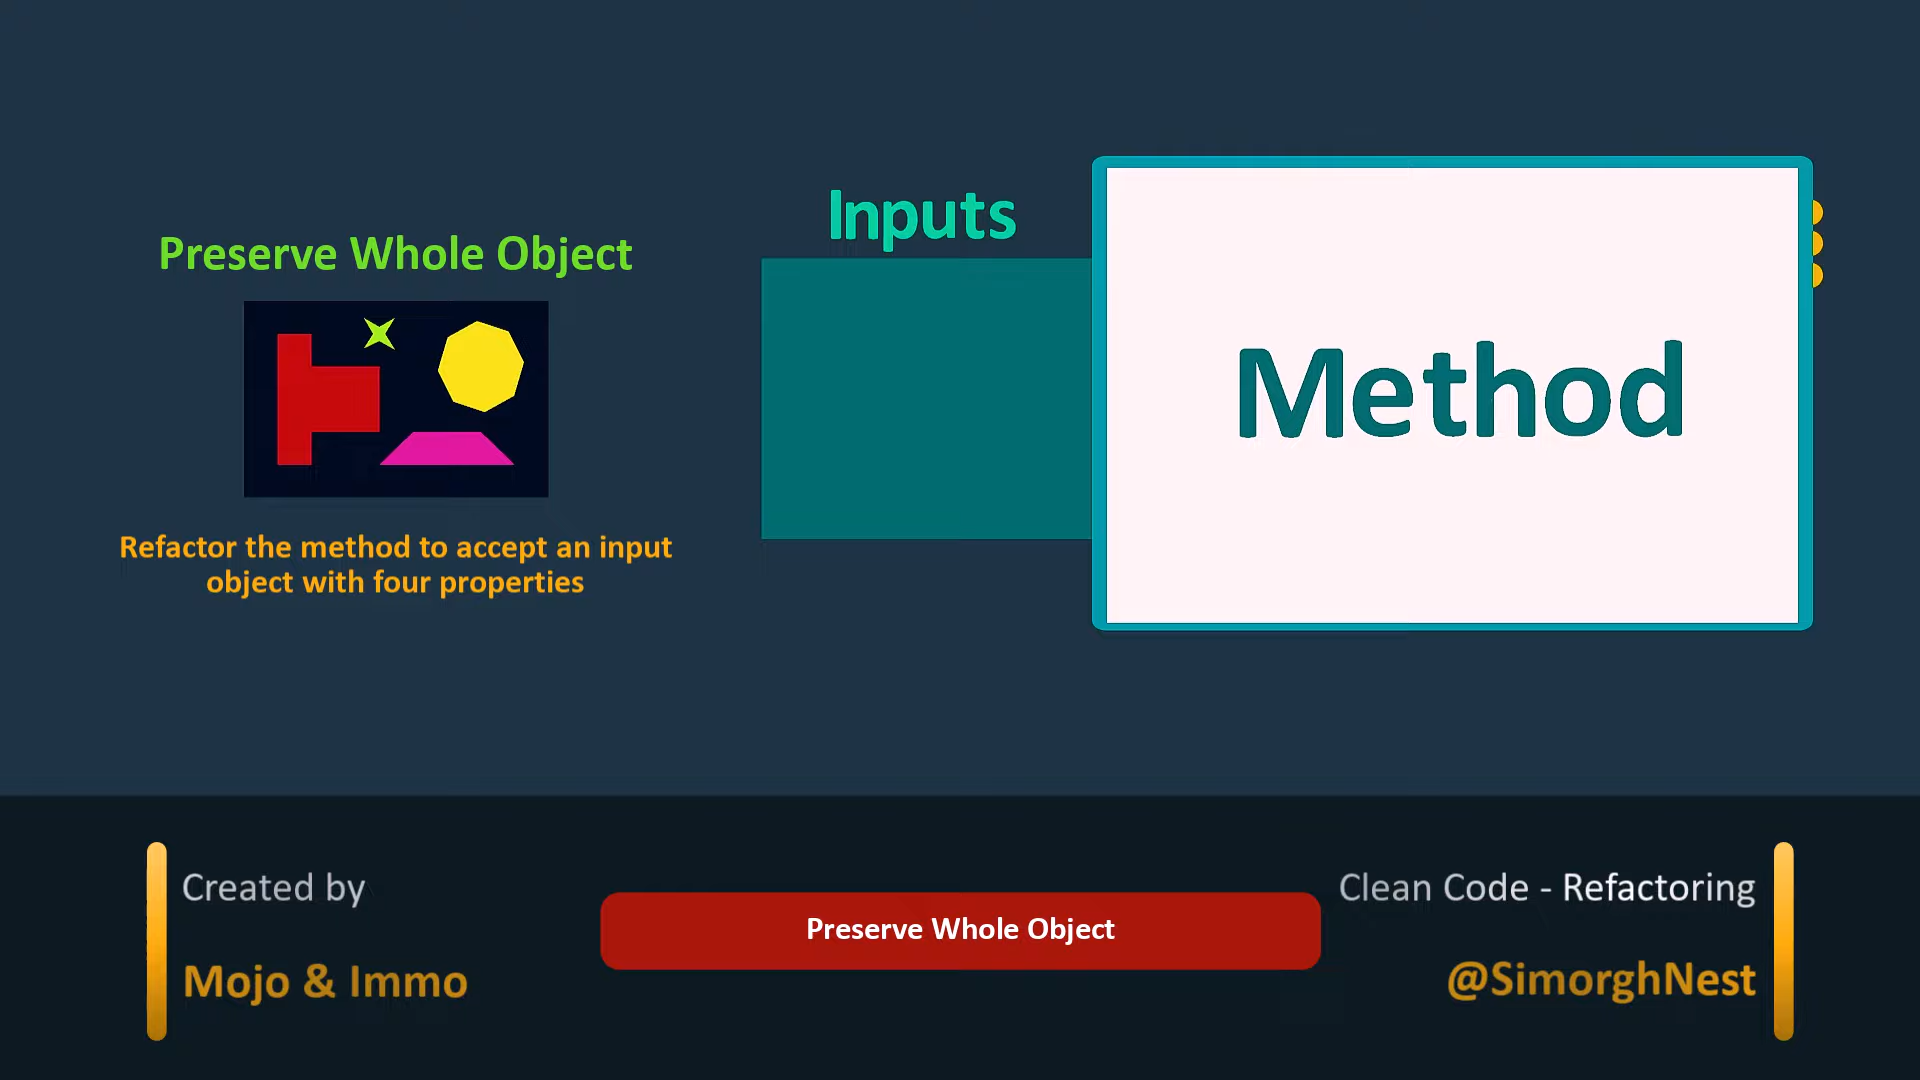 Preserve Whole Object
Refactor the method to accept an input
object with four properties
Inputs
Method
Created by
Mojo & Immo
Preserve Whole Object
Clean Code - Refactoring
@SimorghNest